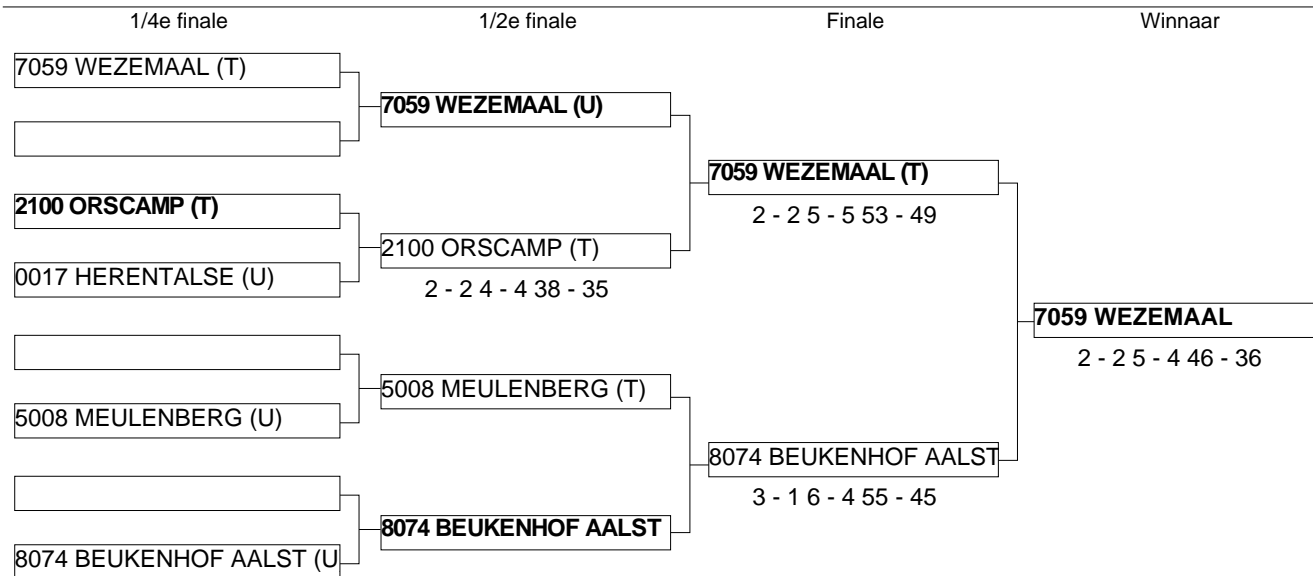 1/4e finale 1/2e finale Finale Winnaar
7059 WEZEMAAL (T)
2100 ORSCAMP (T)
0017 HERENTALSE (U)
5008 MEULENBERG (U)
8074 BEUKENHOF AALST (U
7059 WEZEMAAL (U)
2100 ORSCAMP (T)
2 - 2 4 - 4 38 - 35
5008 MEULENBERG (T)
8074 BEUKENHOF AALST
7059 WEZEMAAL (T)
2 - 2 5 - 5 53 - 49
8074 BEUKENHOF AALST
3 - 1 6 - 4 55 - 45
7059 WEZEMAAL
2 - 2 5 - 4 46 - 36